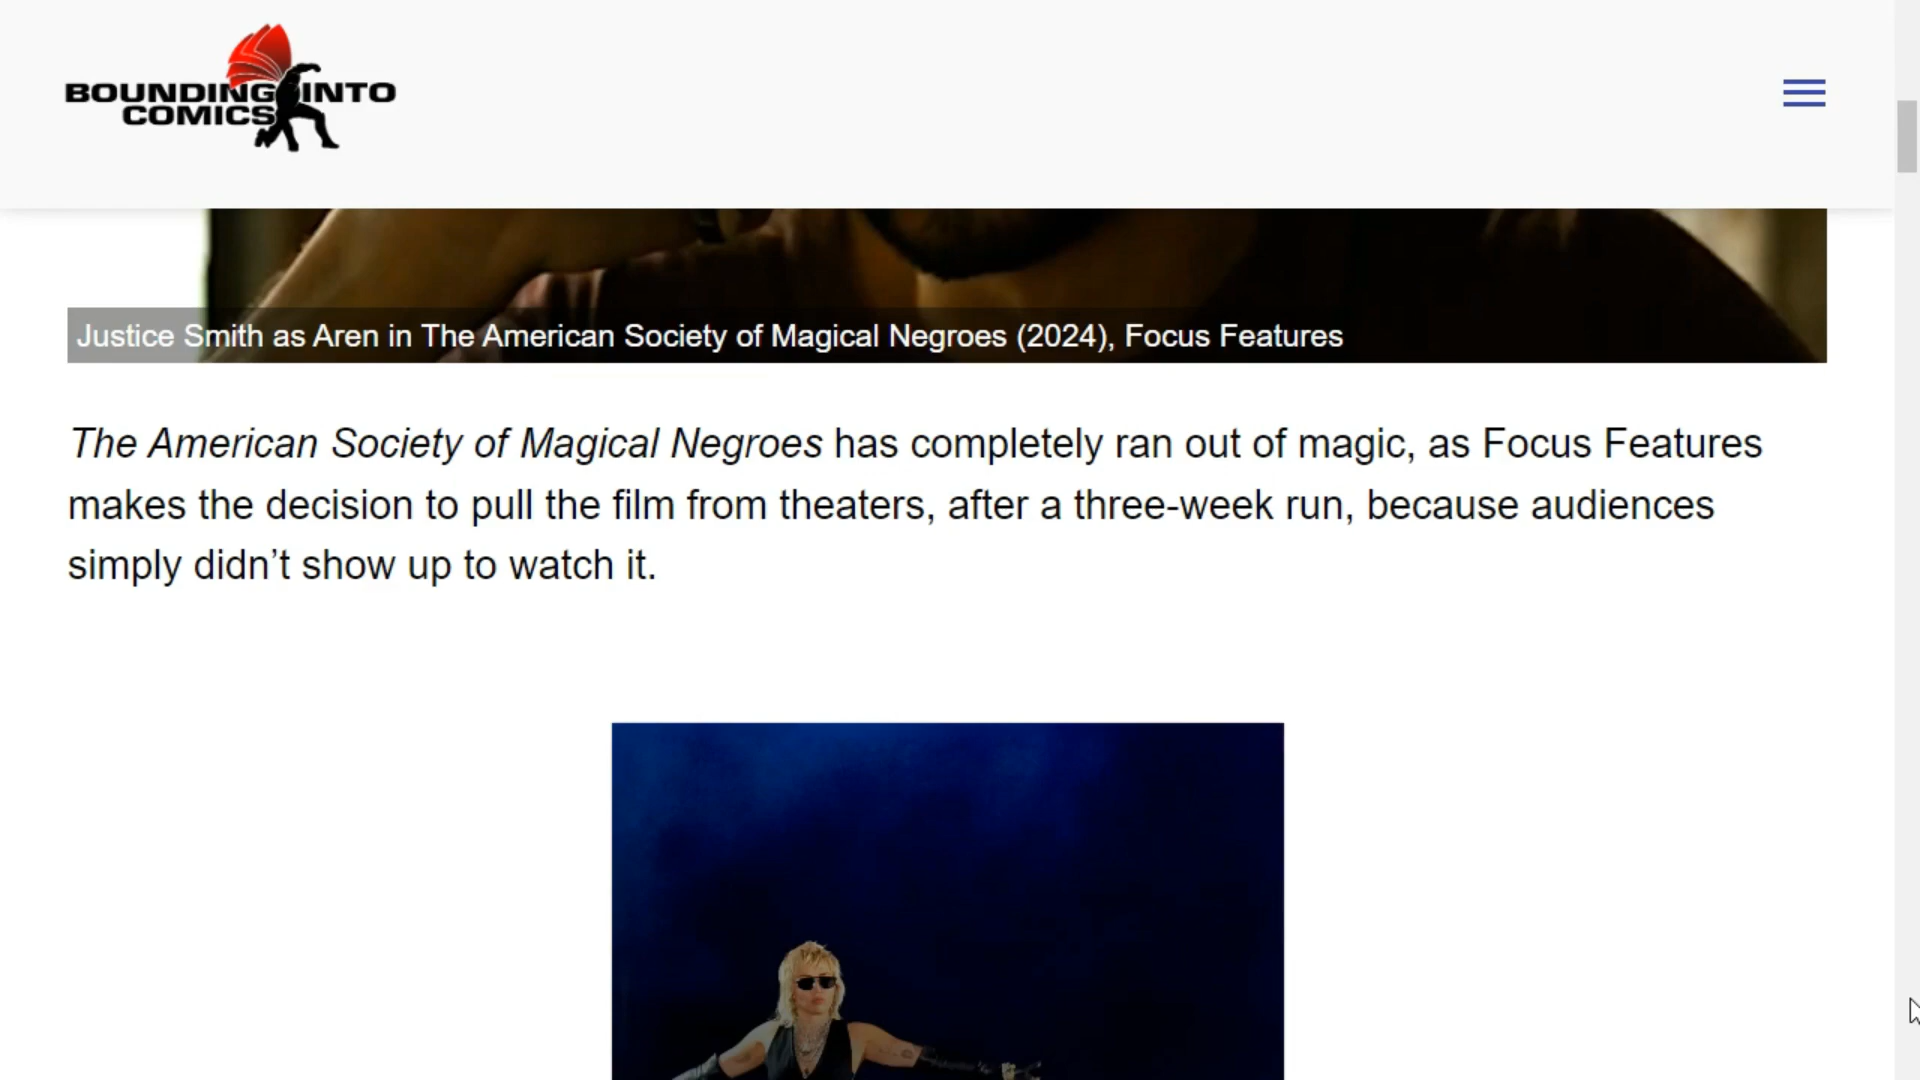 BOUNDING INTO
COMICS
Justice Smith as Aren in The American Society of Magical Negroes (2024), Focus Features
The American Society of Magical Negroes has completely ran out of magic, as Focus Features
makes the decision to pull the film from theaters, after a three-week run, because audiences
simply didn’t show up to watch it.